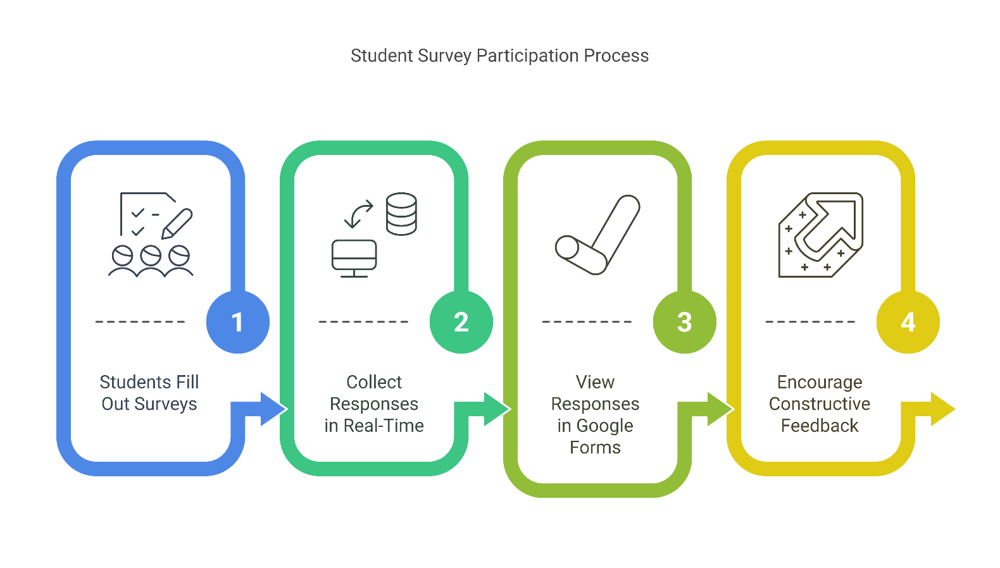 Student Survey Participation Process
1
Students Fill
Out Surveys
2
Collect
Responses
in Real-Time
3
View
Responses
in Google
Forms
4
Encourage
Constructive
Feedback